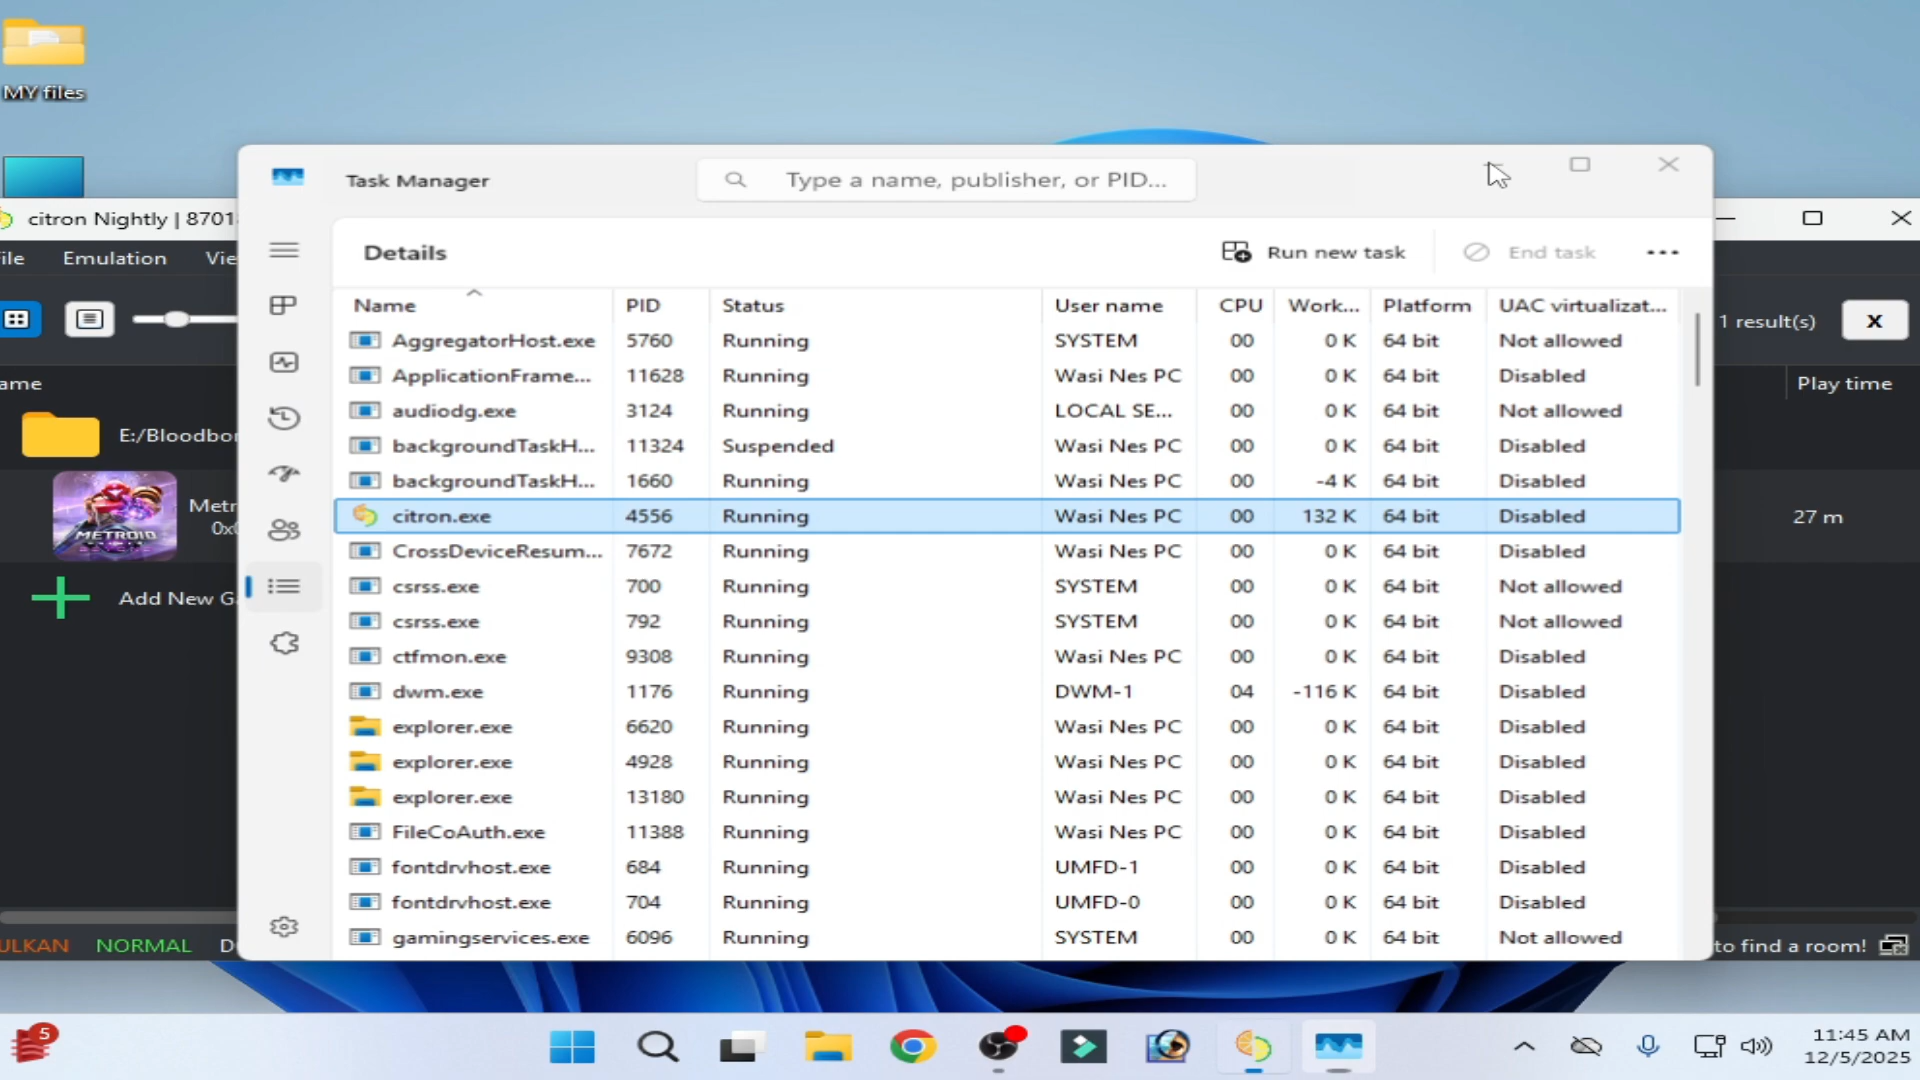 MY files
citron Nightly | 8701
ile Emulation Vie
1 result(s) X
ame Play time
E:/Bloodbor
METROID
Metr
0x0
27 m
Add New G
ULKAN NORMAL D
to find a room!
Task Manager
Type a name, publisher, or PID...
Details Run new task End task
Name PID Status User name CPU Work... Platform UAC virtualizat...
AggregatorHost.exe 5760 Running SYSTEM 00 0 K 64 bit Not allowed
ApplicationFrame... 11628 Running Wasi Nes PC 00 0 K 64 bit Disabled
audiodg.exe 3124 Running LOCAL SE... 00 0 K 64 bit Not allowed
backgroundTaskH... 11324 Suspended Wasi Nes PC 00 0 K 64 bit Disabled
backgroundTaskH... 1660 Running Wasi Nes PC 00 -4 K 64 bit Disabled
citron.exe 4556 Running Wasi Nes PC 00 132 K 64 bit Disabled
CrossDeviceResum... 7672 Running Wasi Nes PC 00 0 K 64 bit Disabled
csrss.exe 700 Running SYSTEM 00 0 K 64 bit Not allowed
csrss.exe 792 Running SYSTEM 00 0 K 64 bit Not allowed
ctfmon.exe 9308 Running Wasi Nes PC 00 0 K 64 bit Disabled
dwm.exe 1176 Running DWM-1 04 -116 K 64 bit Disabled
explorer.exe 6620 Running Wasi Nes PC 00 0 K 64 bit Disabled
explorer.exe 4928 Running Wasi Nes PC 00 0 K 64 bit Disabled
explorer.exe 13180 Running Wasi Nes PC 00 0 K 64 bit Disabled
FileCoAuth.exe 11388 Running Wasi Nes PC 00 0 K 64 bit Disabled
fontdrvhost.exe 684 Running UMFD-1 00 0 K 64 bit Disabled
fontdrvhost.exe 704 Running UMFD-0 00 0 K 64 bit Disabled
gamingservices.exe 6096 Running SYSTEM 00 0 K 64 bit Not allowed
5
11:45 AM
12/5/2025